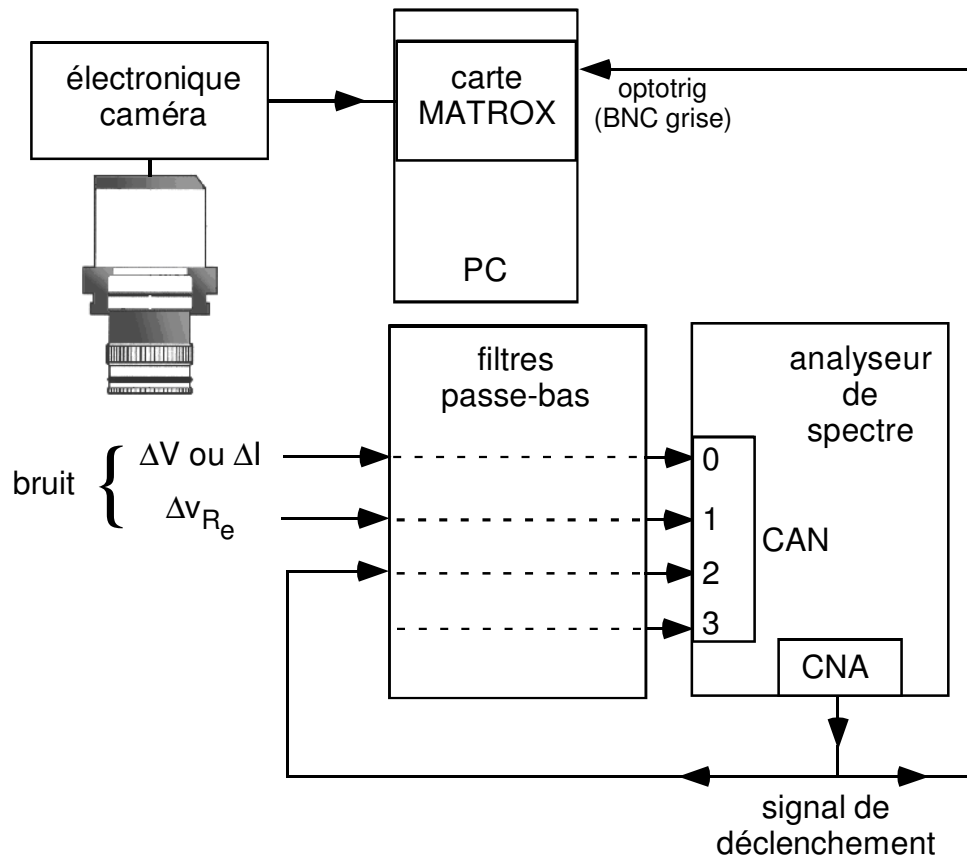 électronique
caméra
carte
MATROX
optotrig
(BNC grise)
PC
filtres
passe-bas
analyseur
de
spectre
bruit {
ΔV ou ΔI
Δv_Re
0
1
2
3
CAN
CNA
signal de
déclenchement